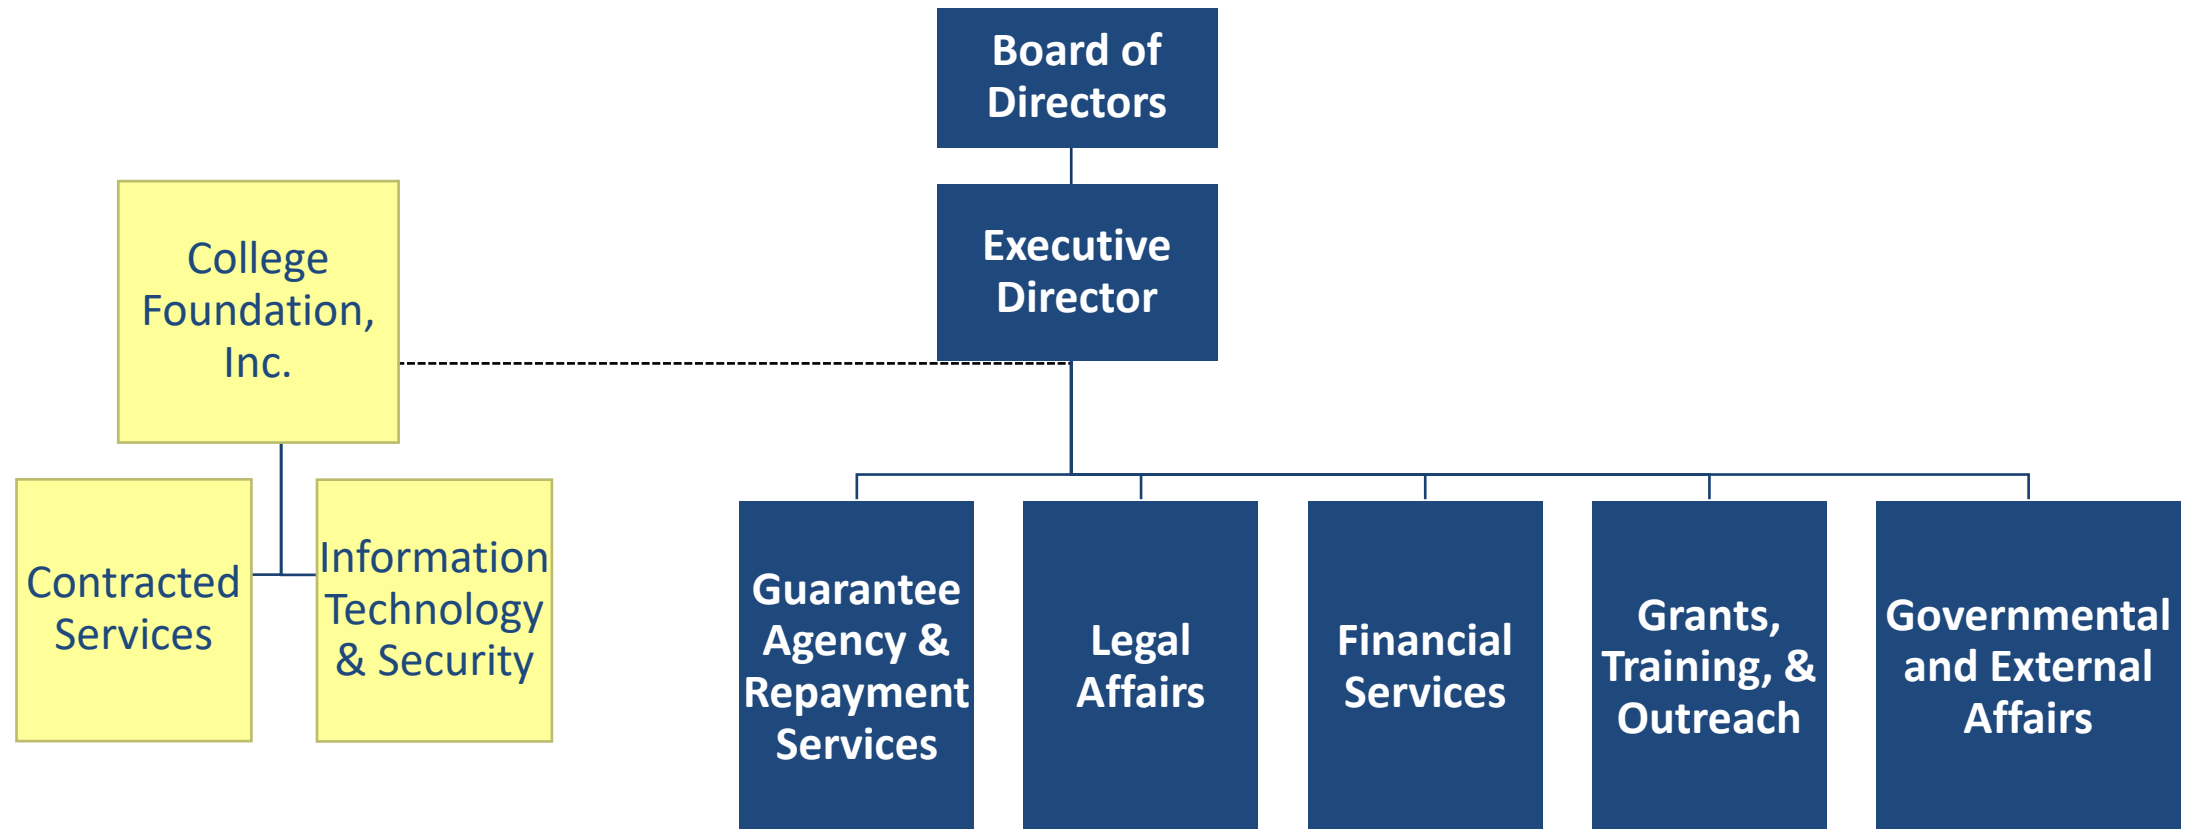 Board of
Directors
Executive
Director
College
Foundation,
Inc.
Contracted
Services
Information
Technology
& Security
Guarantee
Agency &
Repayment
Services
Legal
Affairs
Financial
Services
Grants,
Training, &
Outreach
Governmental
and External
Affairs